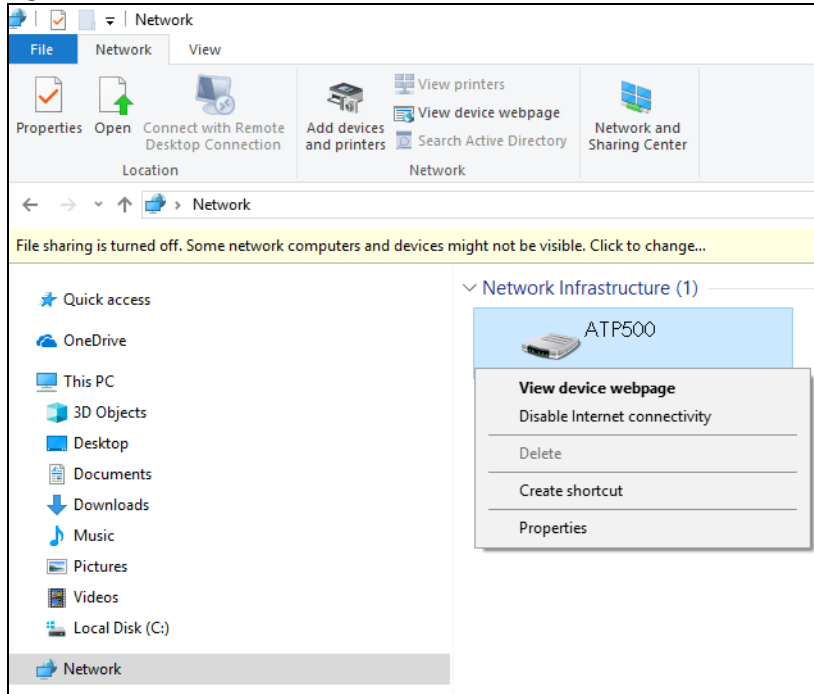 Network
File Network View
Properties Open Connect with Remote Desktop Connection
Add devices and printers
View printers
View device webpage
Search Active Directory
Network and Sharing Center
Location Network
> Network
File sharing is turned off. Some network computers and devices might not be visible. Click to change...
Quick access
OneDrive
This PC
3D Objects
Desktop
Documents
Downloads
Music
Pictures
Videos
Local Disk (C:)
Network
Network Infrastructure (1)
ATP500
View device webpage
Disable Internet connectivity
Delete
Create shortcut
Properties